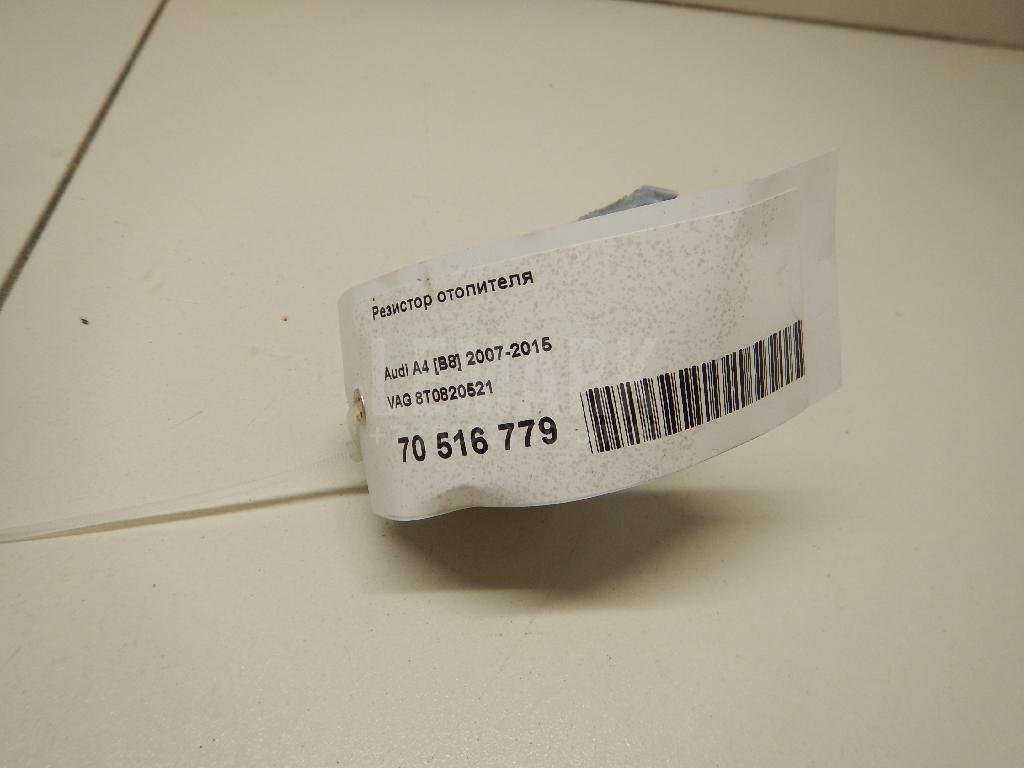 Резистор отопителя
Audi A4 [B8] 2007-2015
VAG 8T0820521
70 516 779